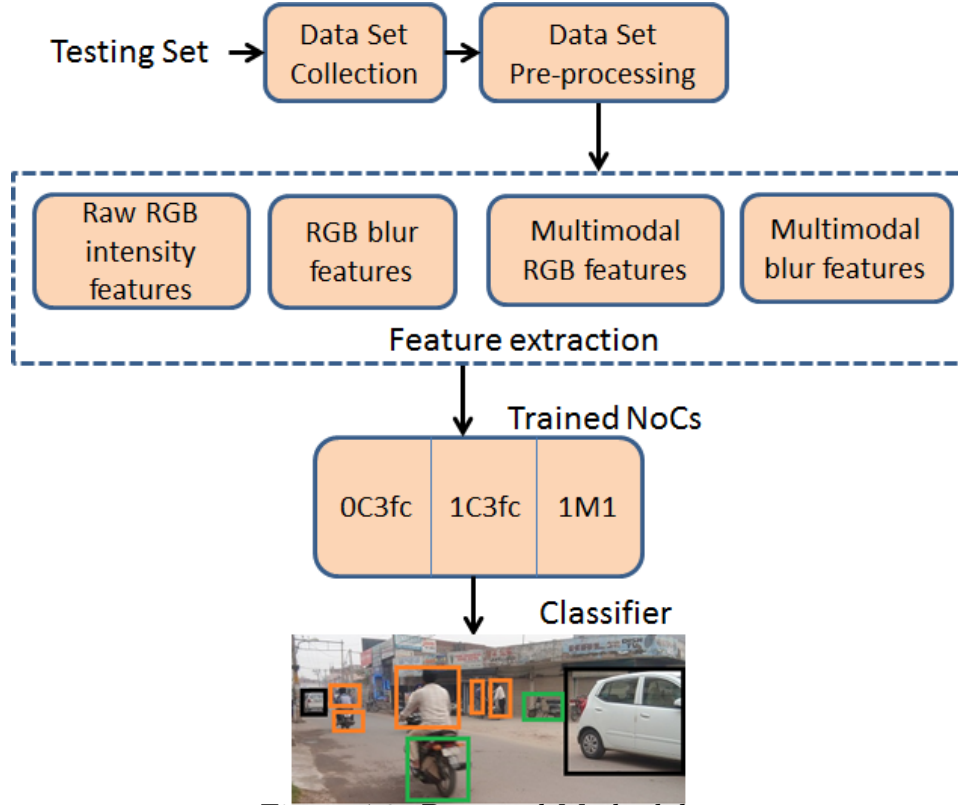 Testing Set
Data Set
Collection
Data Set
Pre-processing
Raw RGB
intensity
features
RGB blur
features
Multimodal
RGB features
Multimodal
blur features
Feature extraction
Trained NoCs
0C3fc
1C3fc
1M1
Classifier